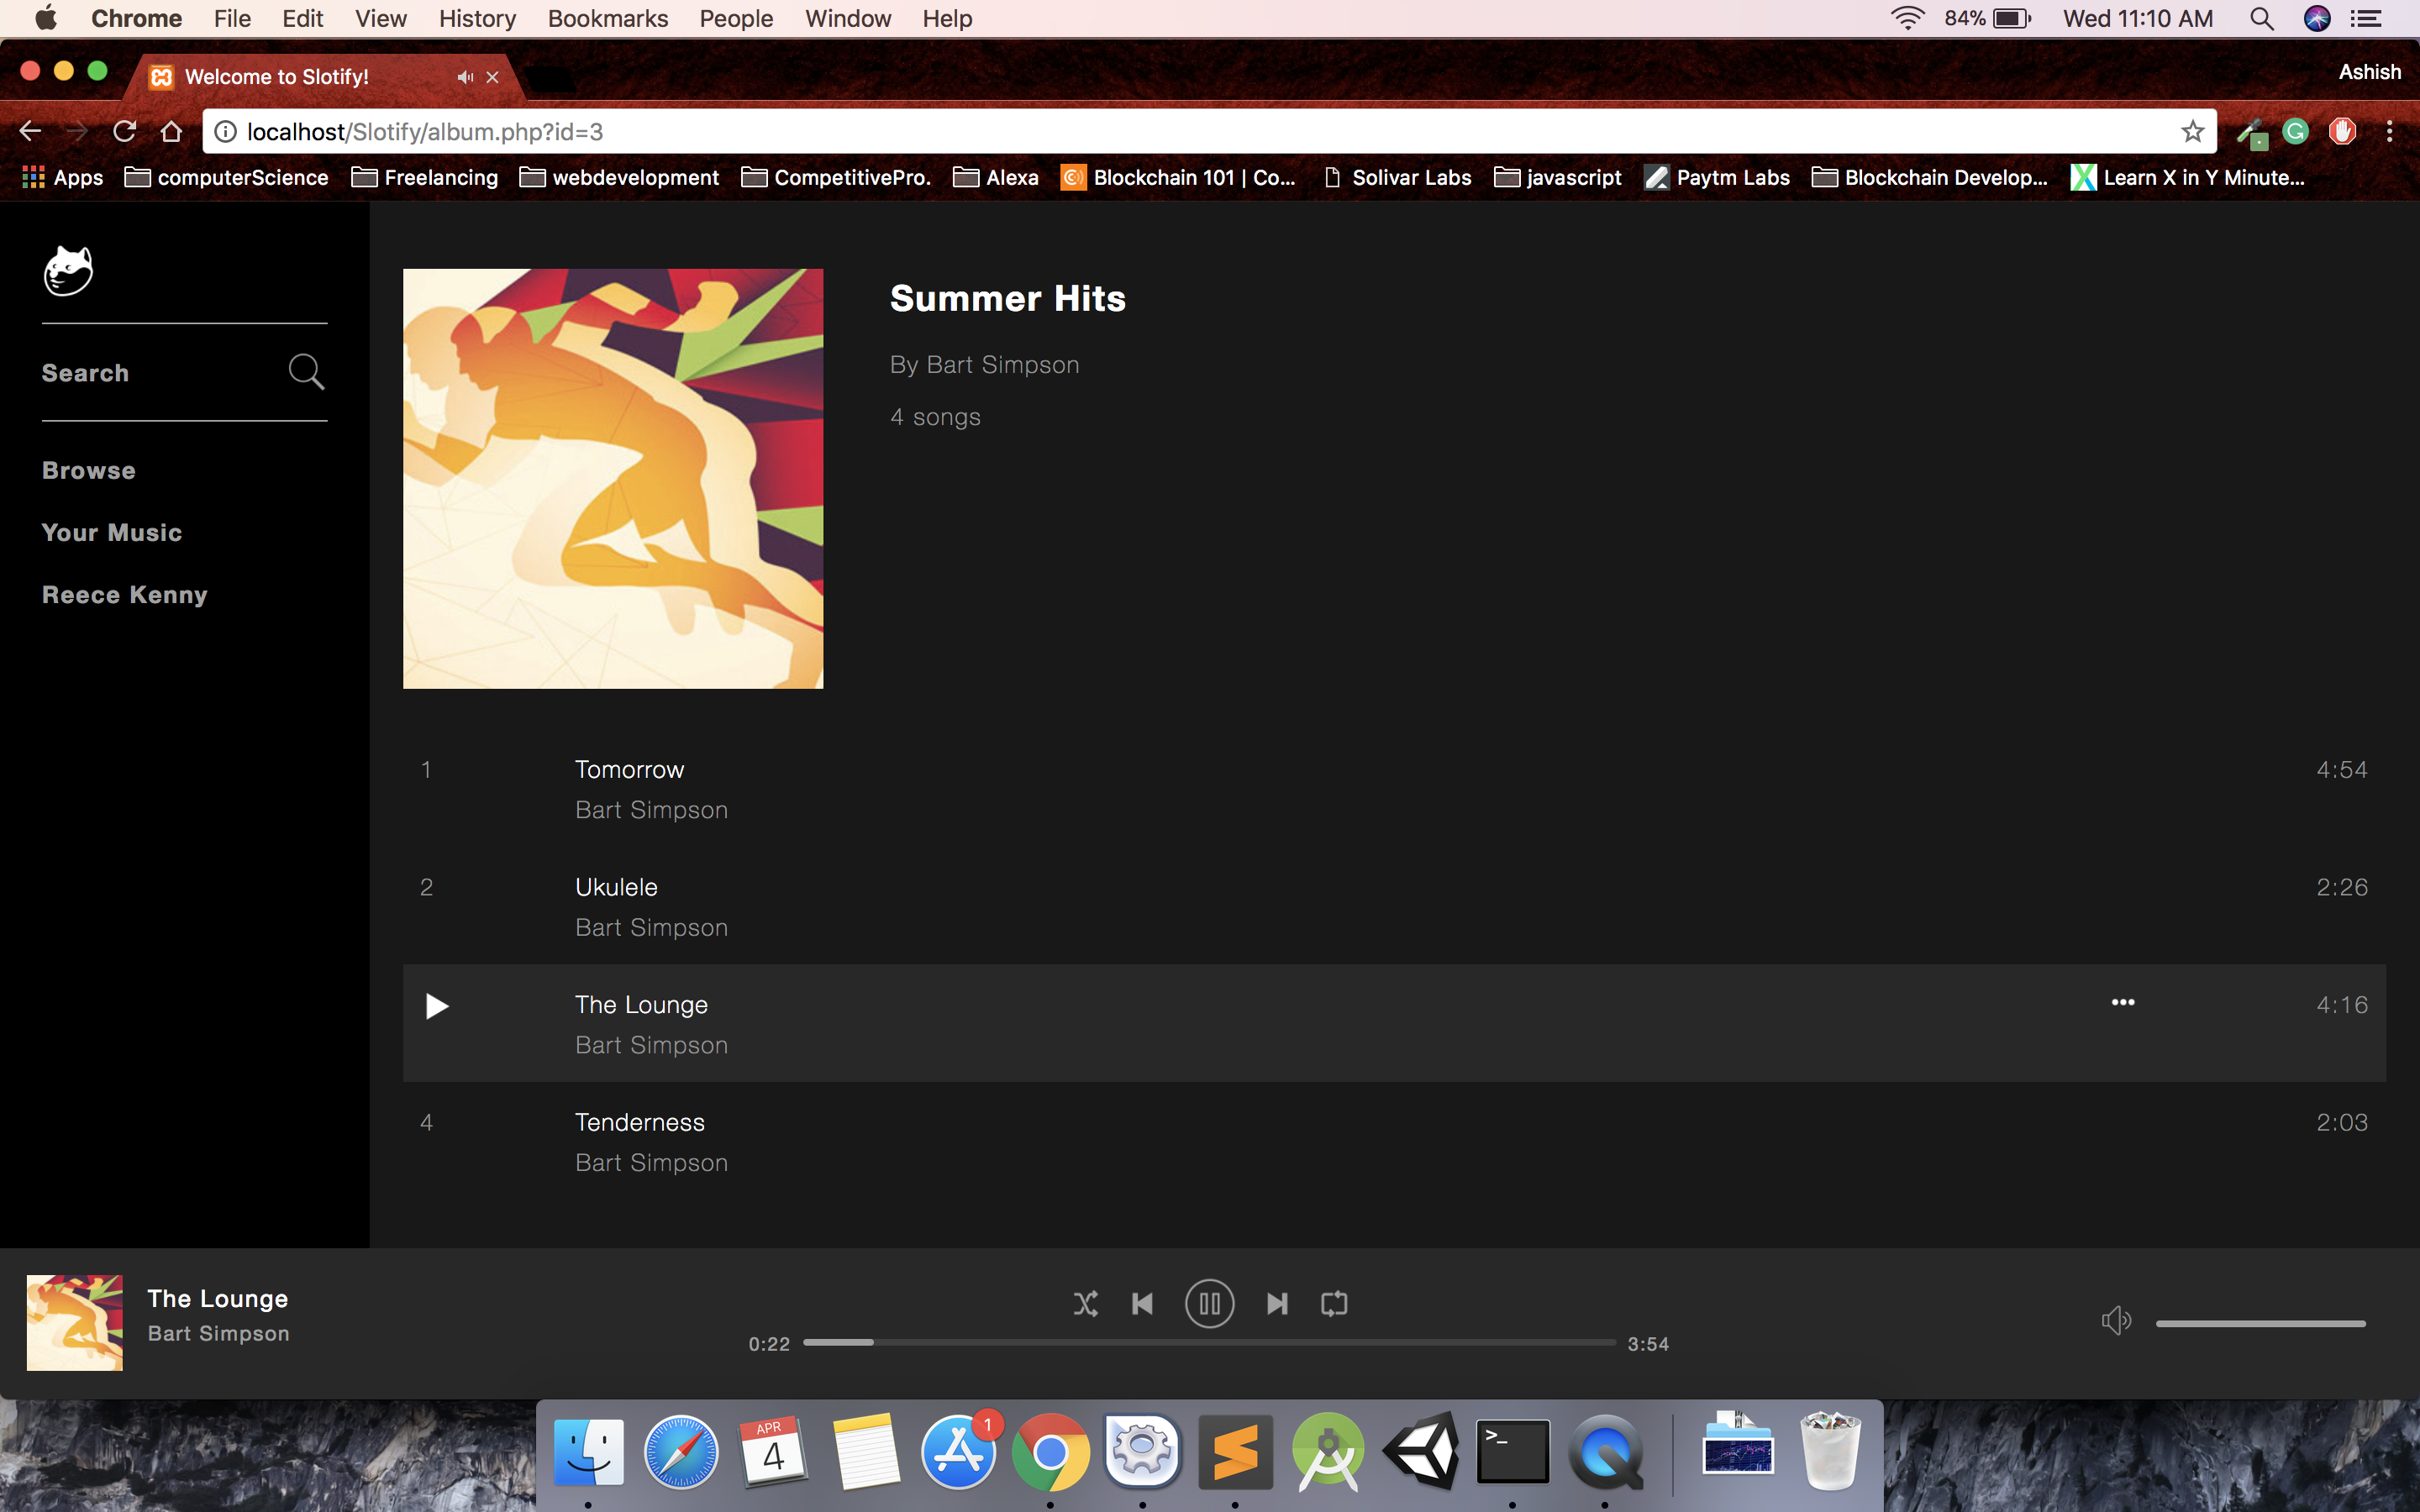 Chrome File Edit View History Bookmarks People Window Help 84% Wed 11:10 AM
Welcome to Slotify! Ashish
localhost/Slotify/album.php?id=3
Apps computerScience Freelancing webdevelopment CompetitivePro. Alexa Blockchain 101 | Co... Solivar Labs javascript Paytm Labs Blockchain Develop... Learn X in Y Minute...
Search
Browse
Your Music
Reece Kenny
Summer Hits
By Bart Simpson
4 songs
1 Tomorrow 4:54
Bart Simpson
2 Ukulele 2:26
Bart Simpson
The Lounge ••• 4:16
Bart Simpson
4 Tenderness 2:03
Bart Simpson
The Lounge
Bart Simpson
0:22 3:54
APR
4
1
>_